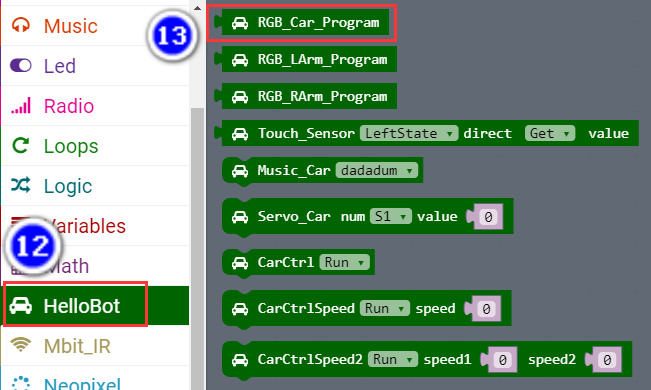 Music
Led
Radio
Loops
Logic
Variables
Math
HelloBot
Mbit_IR
Neopixel
12
13
RGB_Car_Program
RGB_LArm_Program
RGB_RArm_Program
Touch_Sensor LeftState direct Get value
Music_Car dadadum
Servo_Car num S1 value 0
CarCtrl Run
CarCtrlSpeed Run speed 0
CarCtrlSpeed2 Run speed1 0 speed2 0